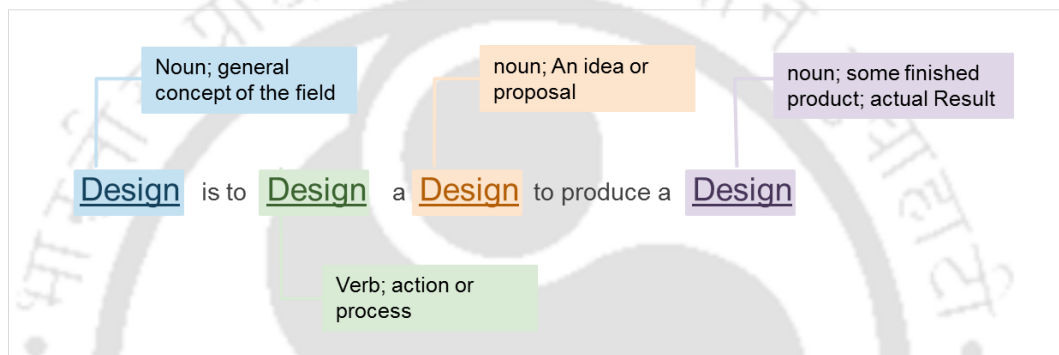 Noun; general
concept of the field
noun; An idea or
proposal
noun; some finished
product; actual Result
Design is to Design a Design to produce a Design
Verb; action or
process